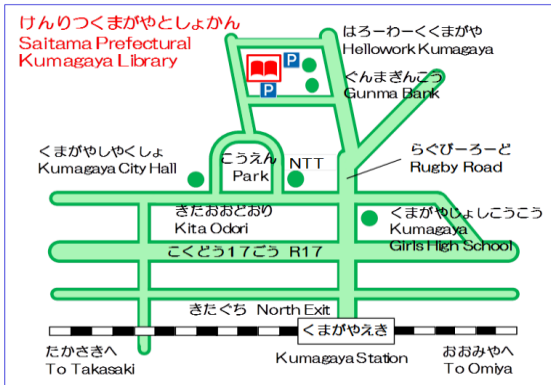 けんりつくまがやとしょかん
Saitama Prefectural
Kumagaya Library
はろーわーくくまがや
Hellowork Kumagaya
P
ぐんまぎんこう
Gunma Bank
P
くまがやしやくしょ
Kumagaya City Hall
こうえん
Park
NTT
らぐびーろーど
Rugby Road
きたおおどおり
Kita Odori
くまがやじょしこうこう
Kumagaya
Girls High School
こくどう17ごう R17
きたぐち North Exit
くまがやえき
Kumagaya Station
たかさきへ
To Takasaki
おおみやへ
To Omiya